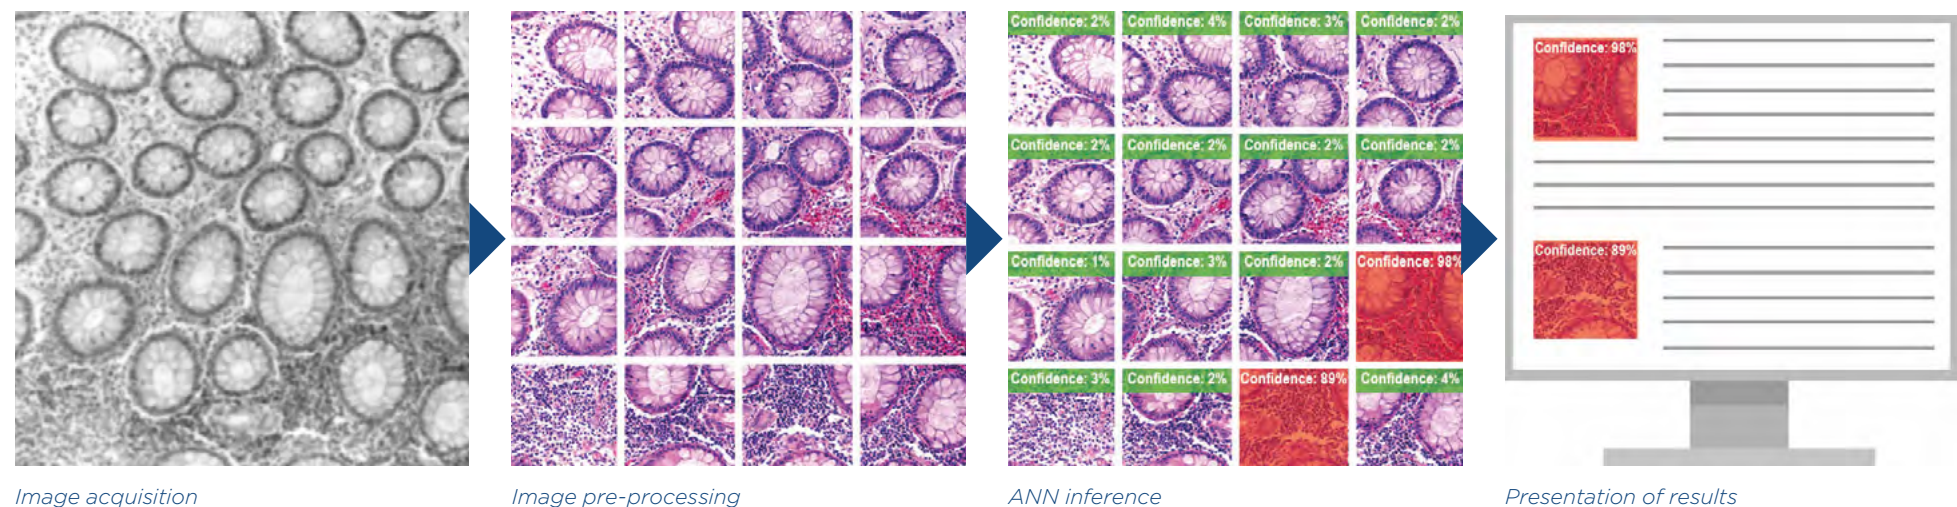 Confidence: 2%
Confidence: 4%
Confidence: 3%
Confidence: 2%
Confidence: 2%
Confidence: 2%
Confidence: 2%
Confidence: 2%
Confidence: 1%
Confidence: 3%
Confidence: 2%
Confidence: 98%
Confidence: 3%
Confidence: 2%
Confidence: 89%
Confidence: 4%
Confidence: 98%
Confidence: 89%
Image acquisition
Image pre-processing
ANN inference
Presentation of results